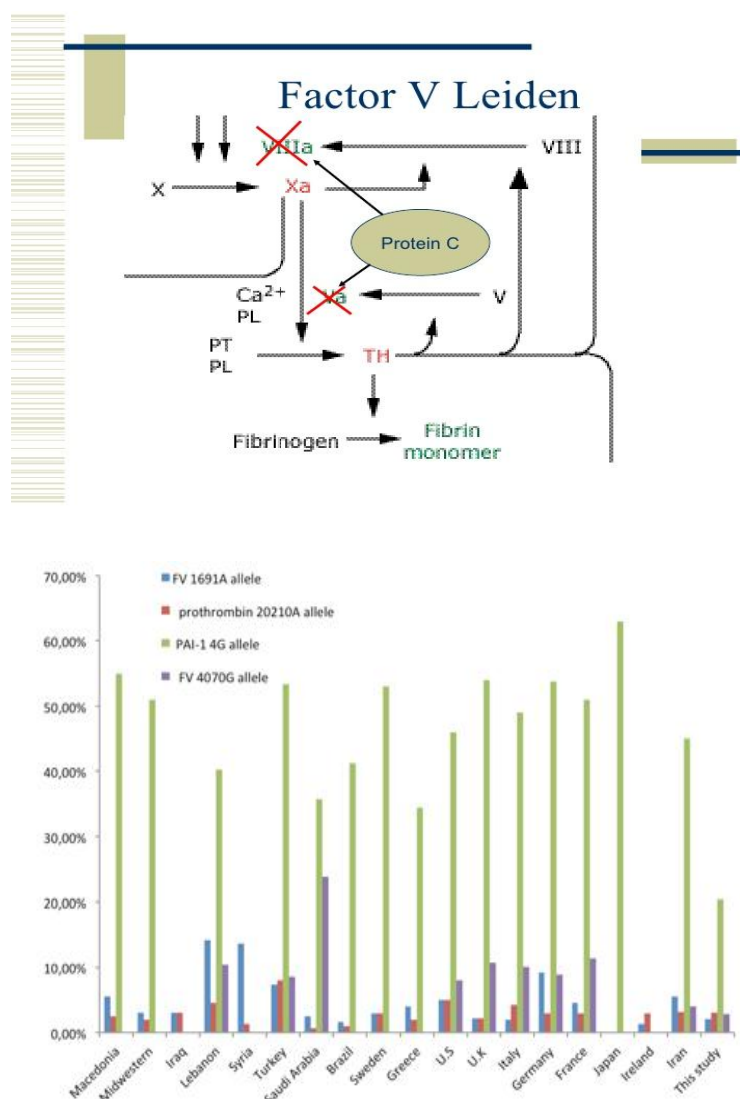 Factor V Leiden
VIIIa
VIII
X
Xa
Protein C
Ca2+
PL
Va
V
PT
PL
TH
Fibrinogen
Fibrin
monomer
FV 1691A allele
prothrombin 20210A allele
PAI-1 4G allele
FV 4070G allele
70,00%
60,00%
50,00%
40,00%
30,00%
20,00%
10,00%
0,00%
Macedonia
Midwestern
Iraq
Lebanon
Syria
Turkey
Saudi Arabia
Brazil
Sweden
Greece
U.S
U.K
Italy
Germany
France
Japan
Ireland
Iran
This study